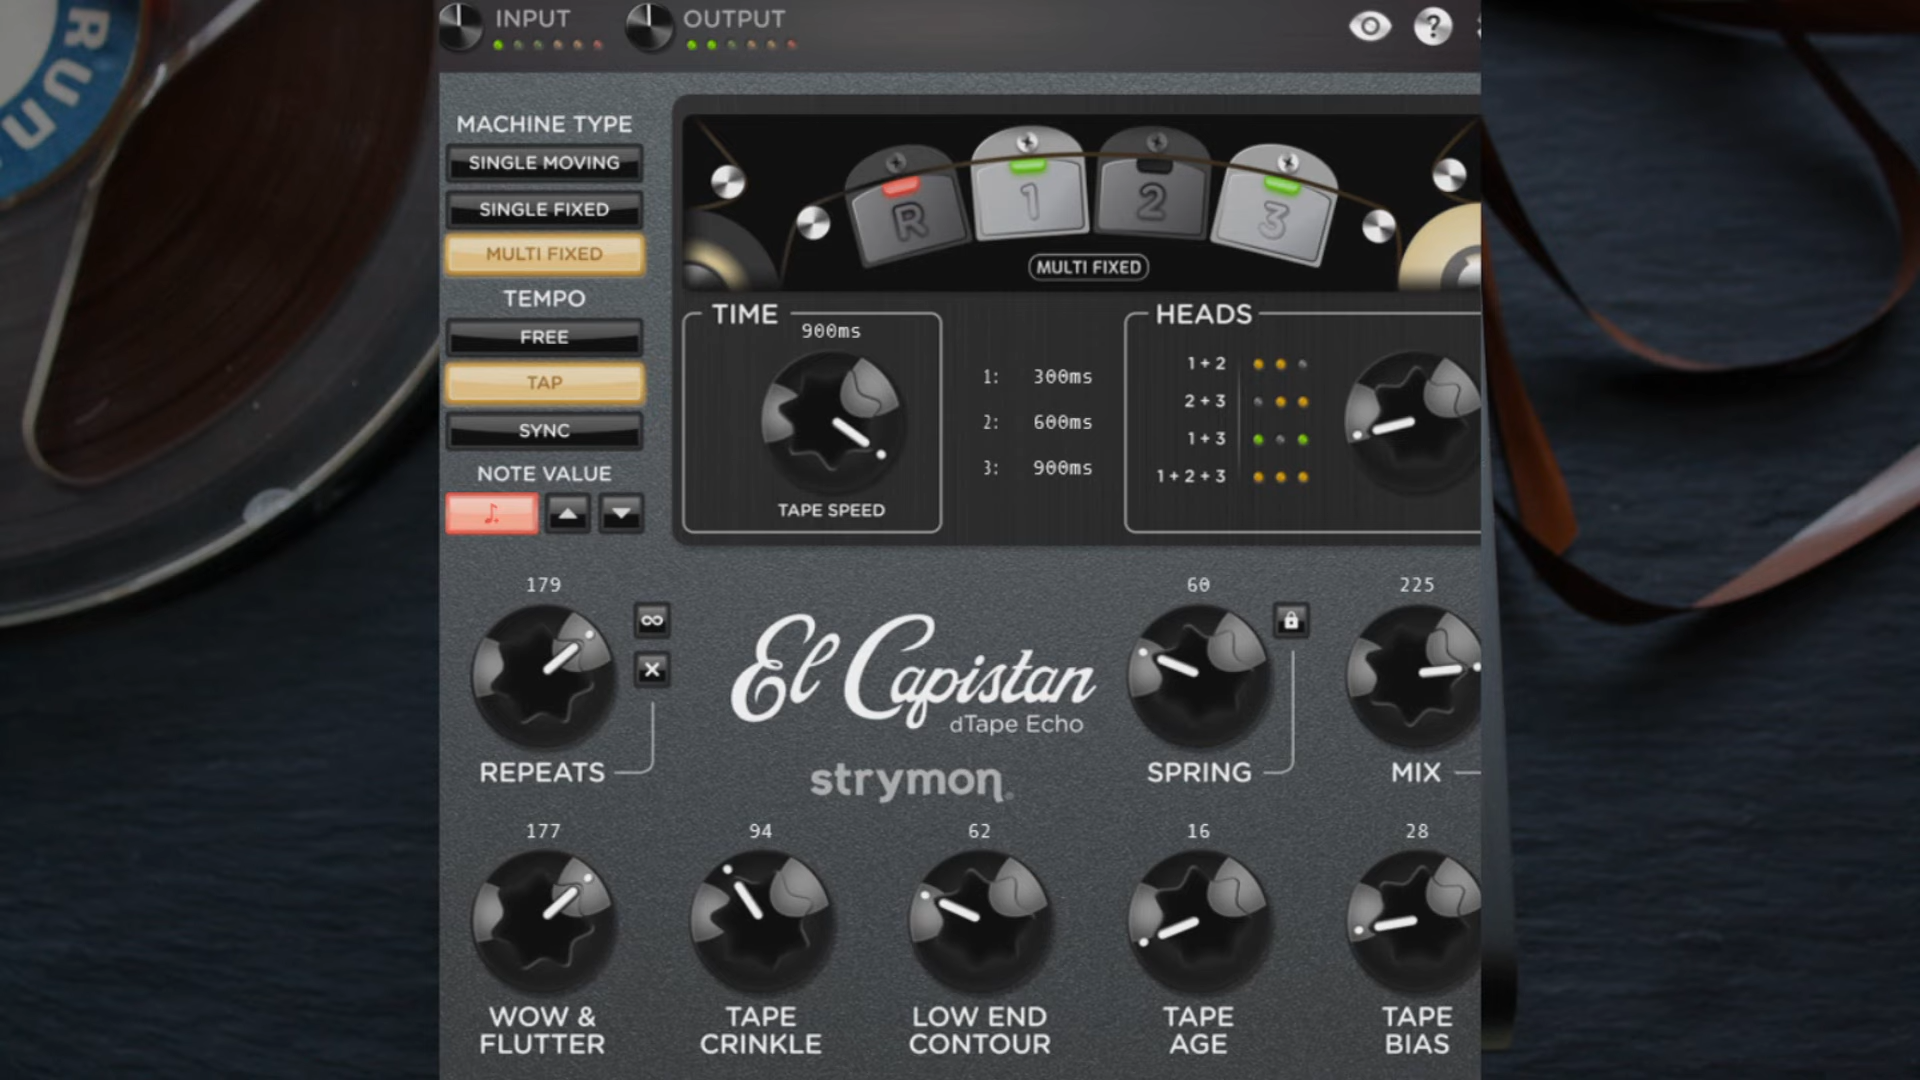 RUN
INPUT
OUTPUT
?
MACHINE TYPE
SINGLE MOVING
SINGLE FIXED
MULTI FIXED
TEMPO
FREE
TAP
SYNC
NOTE VALUE
R 1 2 3
MULTI FIXED
TIME
900ms
TAPE SPEED
1: 300ms
2: 600ms
3: 900ms
HEADS
1 + 2
2 + 3
1 + 3
1 + 2 + 3
179
∞
X
REPEATS
El Capistan
dTape Echo
strymon®
60
SPRING
225
MIX
177
WOW &
FLUTTER
94
TAPE
CRINKLE
62
LOW END
CONTOUR
16
TAPE
AGE
28
TAPE
BIAS